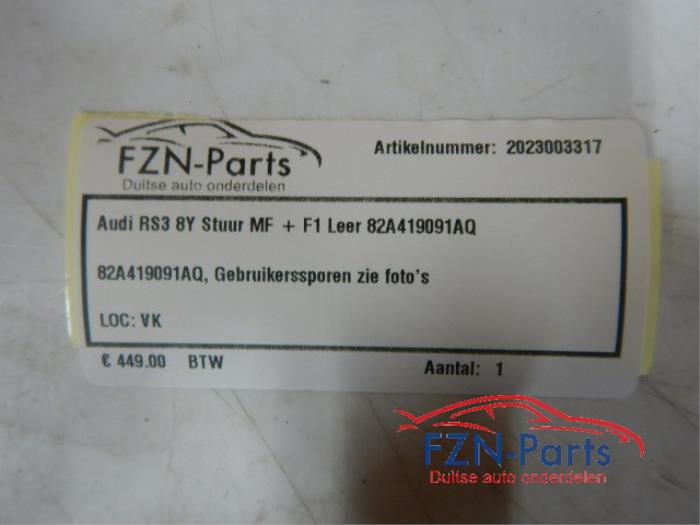 FZN-Parts
Duitse auto onderdelen
Artikelnummer: 2023003317
Audi RS3 8Y Stuur MF + F1 Leer 82A419091AQ
82A419091AQ, Gebruikerssporen zie foto's
LOC: VK
€ 449.00 BTW
Aantal: 1
FZN-Parts
Duitse auto onderdelen